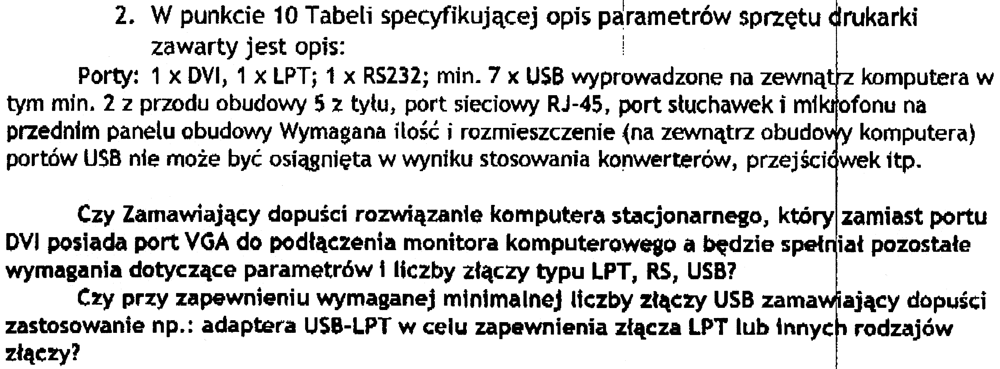 2. W punkcie 10 Tabeli specyfikującej opis parametrów sprzętu drukarki
zawarty jest opis:
Porty: 1 x DVI, 1 x LPT; 1 x RS232; min. 7 x USB wyprowadzone na zewnątrz komputera w
tym min. 2 z przodu obudowy 5 z tyłu, port sieciowy RJ-45, port słuchawek i mikrofonu na
przednim panelu obudowy Wymagana ilość i rozmieszczenie (na zewnątrz obudowy komputera)
portów USB nie może być osiągnięta w wyniku stosowania konwerterów, przejściówek itp.
Czy Zamawiający dopuści rozwiązanie komputera stacjonarnego, który zamiast portu
DVI posiada port VGA do podłączenia monitora komputerowego a będzie spełniał pozostałe
wymagania dotyczące parametrów i liczby złączy typu LPT, RS, USB?
Czy przy zapewnieniu wymaganej minimalnej liczby złączy USB zamawiający dopuści
zastosowanie np.: adaptera USB-LPT w celu zapewnienia złącza LPT lub innych rodzajów
złączy?